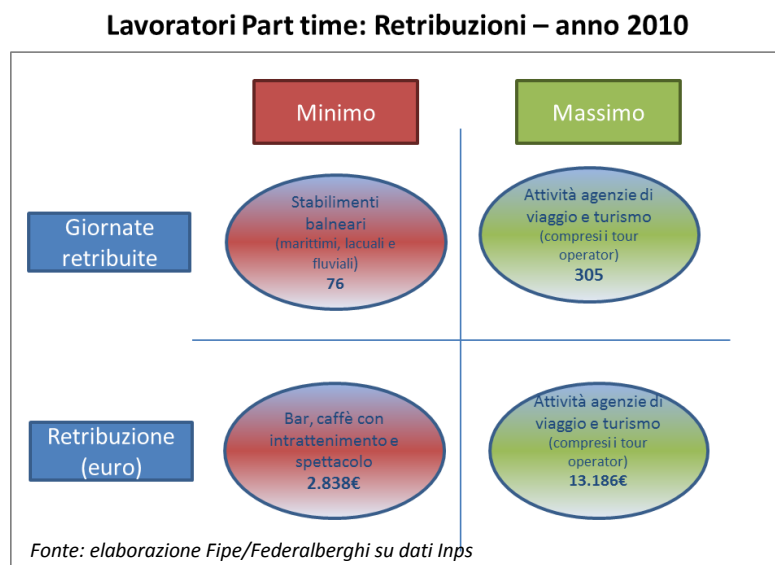 Lavoratori Part time: Retribuzioni – anno 2010
Minimo
Massimo
Giornate
retribuite
Stabilimenti
balneari
(marittimi, lacuali e
fluviali)
76
Attività agenzie di
viaggio e turismo
(compresi i tour
operator)
305
Retribuzione
(euro)
Bar, caffè con
intrattenimento e
spettacolo
2.838€
Attività agenzie di
viaggio e turismo
(compresi i tour
operator)
13.186€
Fonte: elaborazione Fipe/Federalberghi su dati Inps